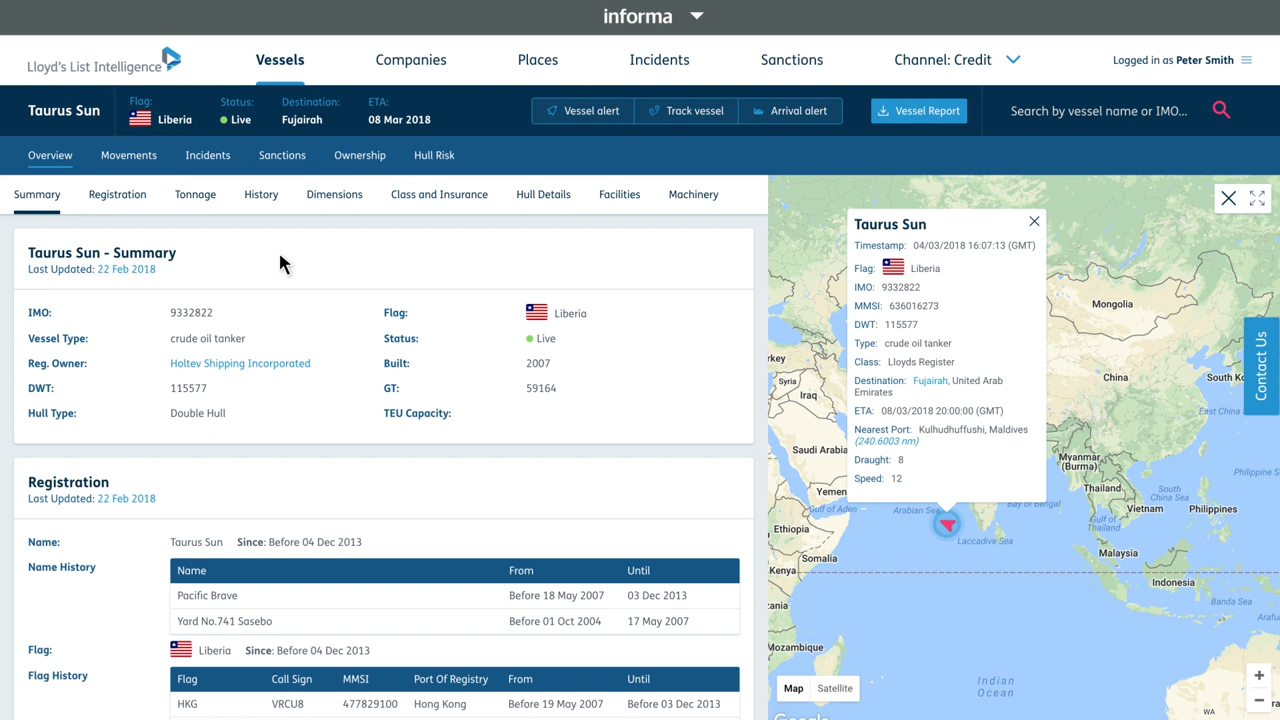 informa
Lloyd's List Intelligence
Vessels
Companies
Places
Incidents
Sanctions
Channel: Credit
Logged in as Peter Smith
Taurus Sun
Flag:
Liberia
Status:
Live
Destination:
Fujairah
ETA:
08 Mar 2018
Vessel alert
Track vessel
Arrival alert
Vessel Report
Search by vessel name or IMO...
Overview
Movements
Incidents
Sanctions
Ownership
Hull Risk
Summary
Registration
Tonnage
History
Dimensions
Class and Insurance
Hull Details
Facilities
Machinery
Taurus Sun - Summary
Last Updated: 22 Feb 2018
IMO: 9332822
Flag: Liberia
Vessel Type: crude oil tanker
Status: Live
Reg. Owner: Holtev Shipping Incorporated
Built: 2007
DWT: 115577
GT: 59164
Hull Type: Double Hull
TEU Capacity:
Registration
Last Updated: 22 Feb 2018
Name: Taurus Sun Since: Before 04 Dec 2013
Name History
Name From Until
Pacific Brave Before 18 May 2007 03 Dec 2013
Yard No.741 Sasebo Before 01 Oct 2004 17 May 2007
Flag: Liberia Since: Before 04 Dec 2013
Flag History
Flag Call Sign MMSI Port Of Registry From Until
HKG VRCU8 477829100 Hong Kong Before 19 May 2007 Before 03 Dec 2013
Taurus Sun
Timestamp: 04/03/2018 16:07:13 (GMT)
Flag: Liberia
IMO: 9332822
MMSI: 636016273
DWT: 115577
Type: crude oil tanker
Class: Lloyds Register
Destination: Fujairah, United Arab
Emirates
ETA: 08/03/2018 20:00:00 (GMT)
Nearest Port: Kulhudhuffushi, Maldives
(240.6003 nm)
Draught: 8
Speed: 12
Contact Us
Mongolia
China
South Ko
East China
rkey
Syria
Iraq
Saudi Arabia
Yemen
Gulf of Aden
Arabian Sea
Bay of Bengal
Laccadive Sea
Myanmar
(Burma)
Thailand
Gulf of
Thailand
Vietnam
South
China Sea
Philippine S
Philippines
Ethiopia
Somalia
Kenya
zania
Malaysia
Indonesia
Banda Sea
Arafu
Mozambique
Indian
Ocean
WA
Map
Satellite
Google